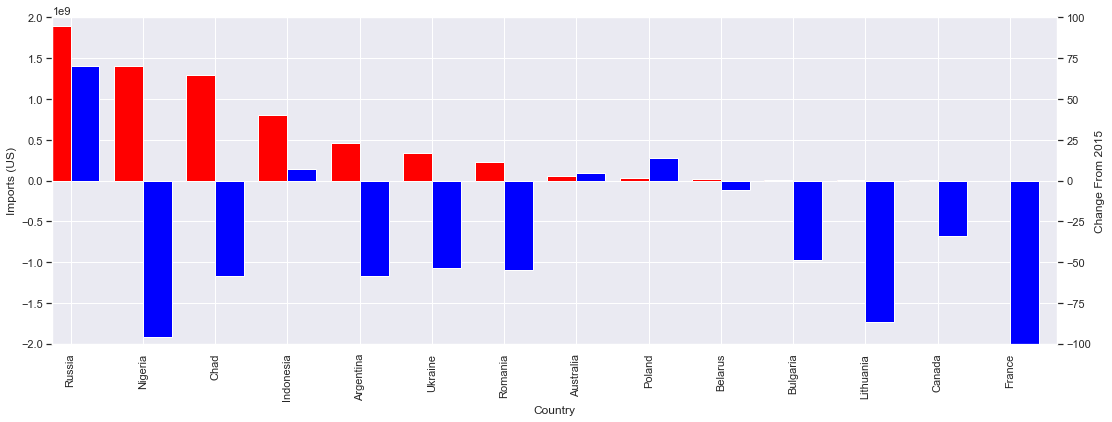 1e9
2.0
1.5
1.0
0.5
0.0
−0.5
−1.0
−1.5
−2.0
Imports (US)
100
75
50
25
0
−25
−50
−75
−100
Change From 2015
Russia
Nigeria
Chad
Indonesia
Argentina
Ukraine
Romania
Australia
Poland
Belarus
Bulgaria
Lithuania
Canada
France
Country